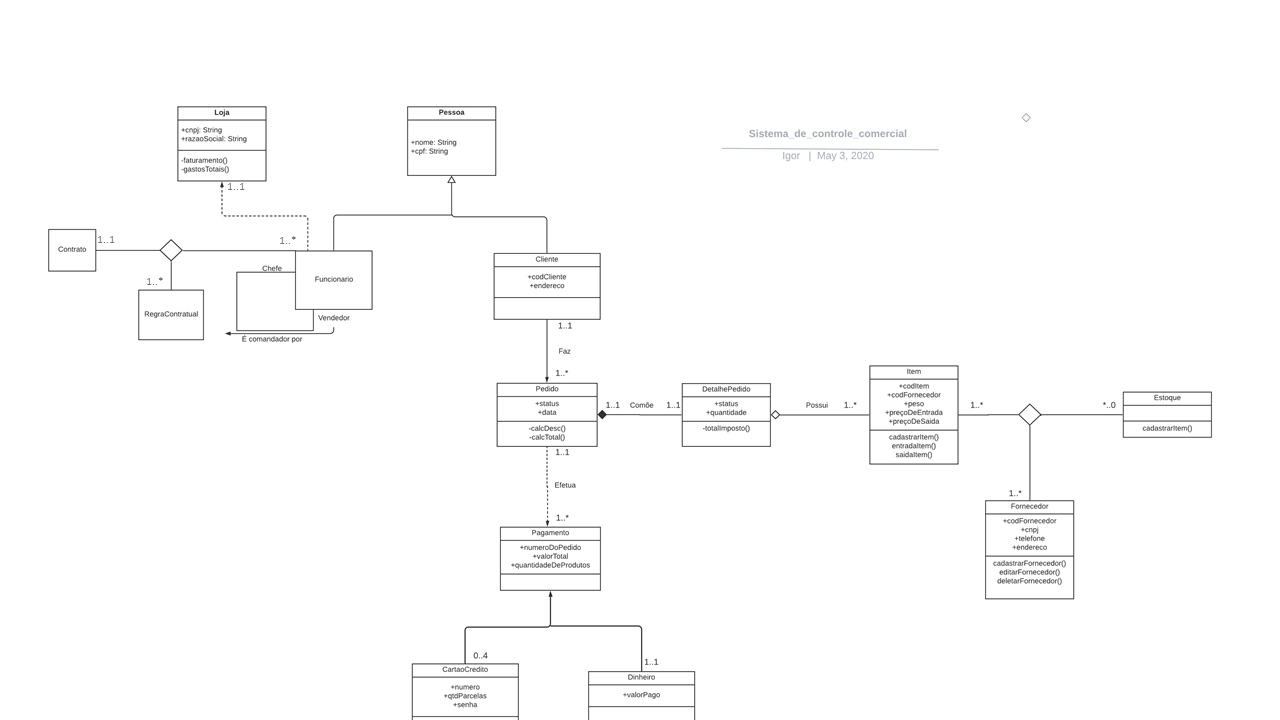 Loja
+cnpj: String
+razaoSocial: String
-faturamento()
-gastosTotais()
1..1
Pessoa
+nome: String
+cpf: String
Sistema_de_controle_comercial
Igor | May 3, 2020
Contrato
1..1
1..*
1..*
RegraContratual
Chefe
Funcionario
Vendedor
É comandador por
Cliente
+codCliente
+endereco
1..1
Faz
1..*
Pedido
+status
+data
-calcDesc()
-calcTotal()
1..1
Comõe
1..1
DetalhePedido
+status
+quantidade
-totalImposto()
Possui
1..*
Item
+codItem
+codFornecedor
+peso
+preçoDeEntrada
+preçoDeSaida
cadastrarItem()
entradaItem()
saidaItem()
1..*
*..0
Estoque
cadastrarItem()
1..1
Efetua
1..*
Pagamento
+numeroDoPedido
+valorTotal
+quantidadeDeProdutos
1..*
Fornecedor
+codFornecedor
+cnpj
+telefone
+endereco
cadastrarFornecedor()
editarFornecedor()
deletarFornecedor()
0..4
CartaoCredito
+numero
+qtdParcelas
+senha
1..1
Dinheiro
+valorPago